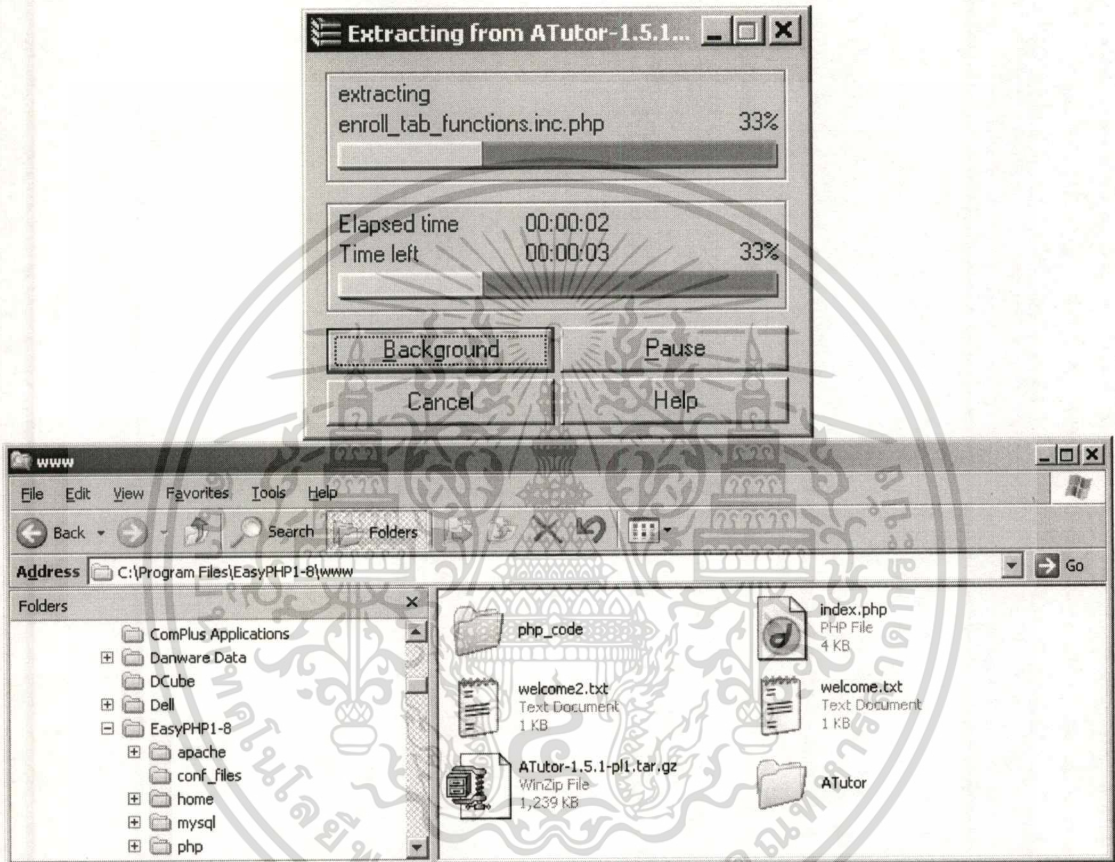 Extracting from ATutor-1.5.1...
extracting
enroll_tab_functions.inc.php 33%
Elapsed time 00:00:02
Time left 00:00:03 33%
Background Pause
Cancel Help
www
File Edit View Favorites Tools Help
Back Search Folders
Address C:\Program Files\EasyPHP1-8\www Go
Folders
ComPlus Applications
Danware Data
DCube
Dell
EasyPHP1-8
apache
conf_files
home
mysql
php
php_code
index.php
PHP File
4 KB
welcome2.txt
Text Document
1 KB
welcome.txt
Text Document
1 KB
ATutor-1.5.1-pl1.tar.gz
WinZip File
1,239 KB
ATutor